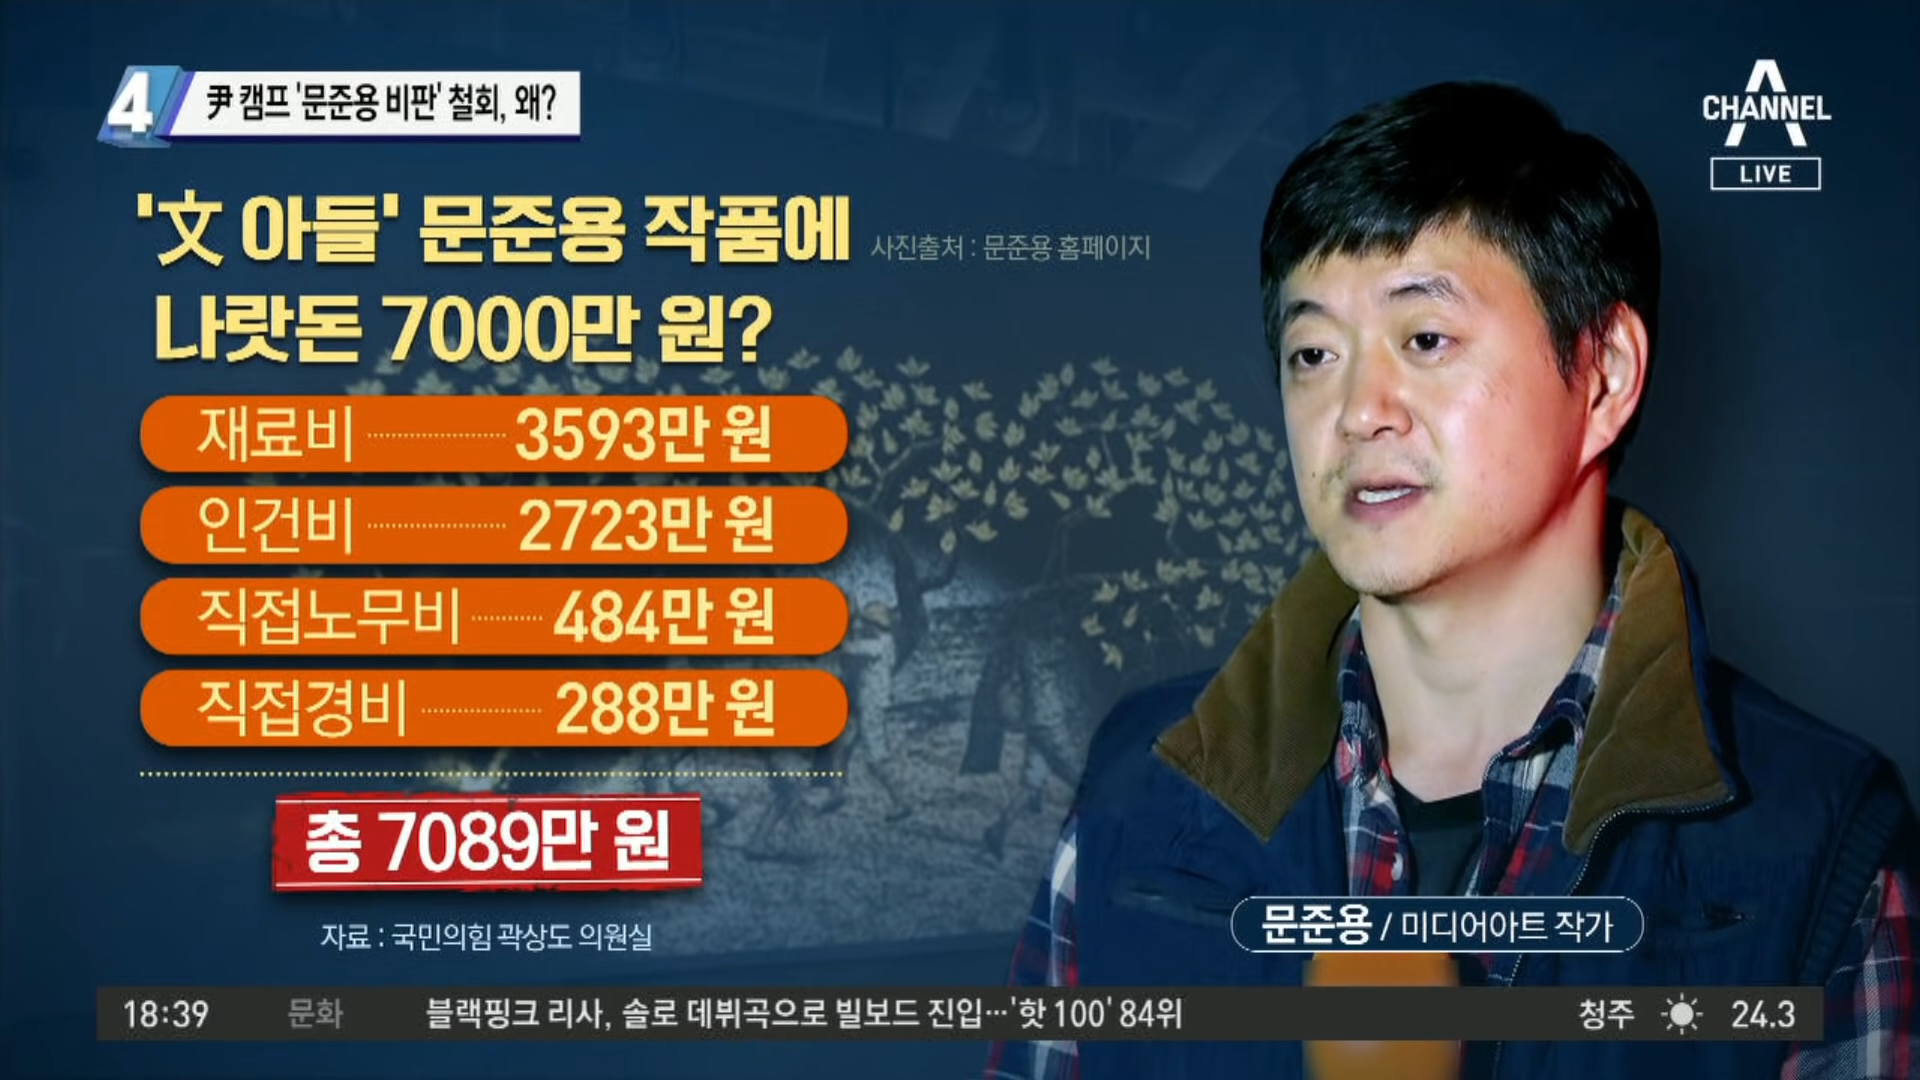 4
尹 캠프 '문준용 비판' 철회, 왜?
CHANNEL A
LIVE
'文 아들' 문준용 작품에
나랏돈 7000만 원?
사진출처 : 문준용 홈페이지
재료비 3593만 원
인건비 2723만 원
직접노무비 484만 원
직접경비 288만 원
총 7089만 원
자료 : 국민의힘 곽상도 의원실
문준용 / 미디어아트 작가
18:39 문화 블랙핑크 리사, 솔로 데뷔곡으로 빌보드 진입…'핫 100' 84위 청주 24.3